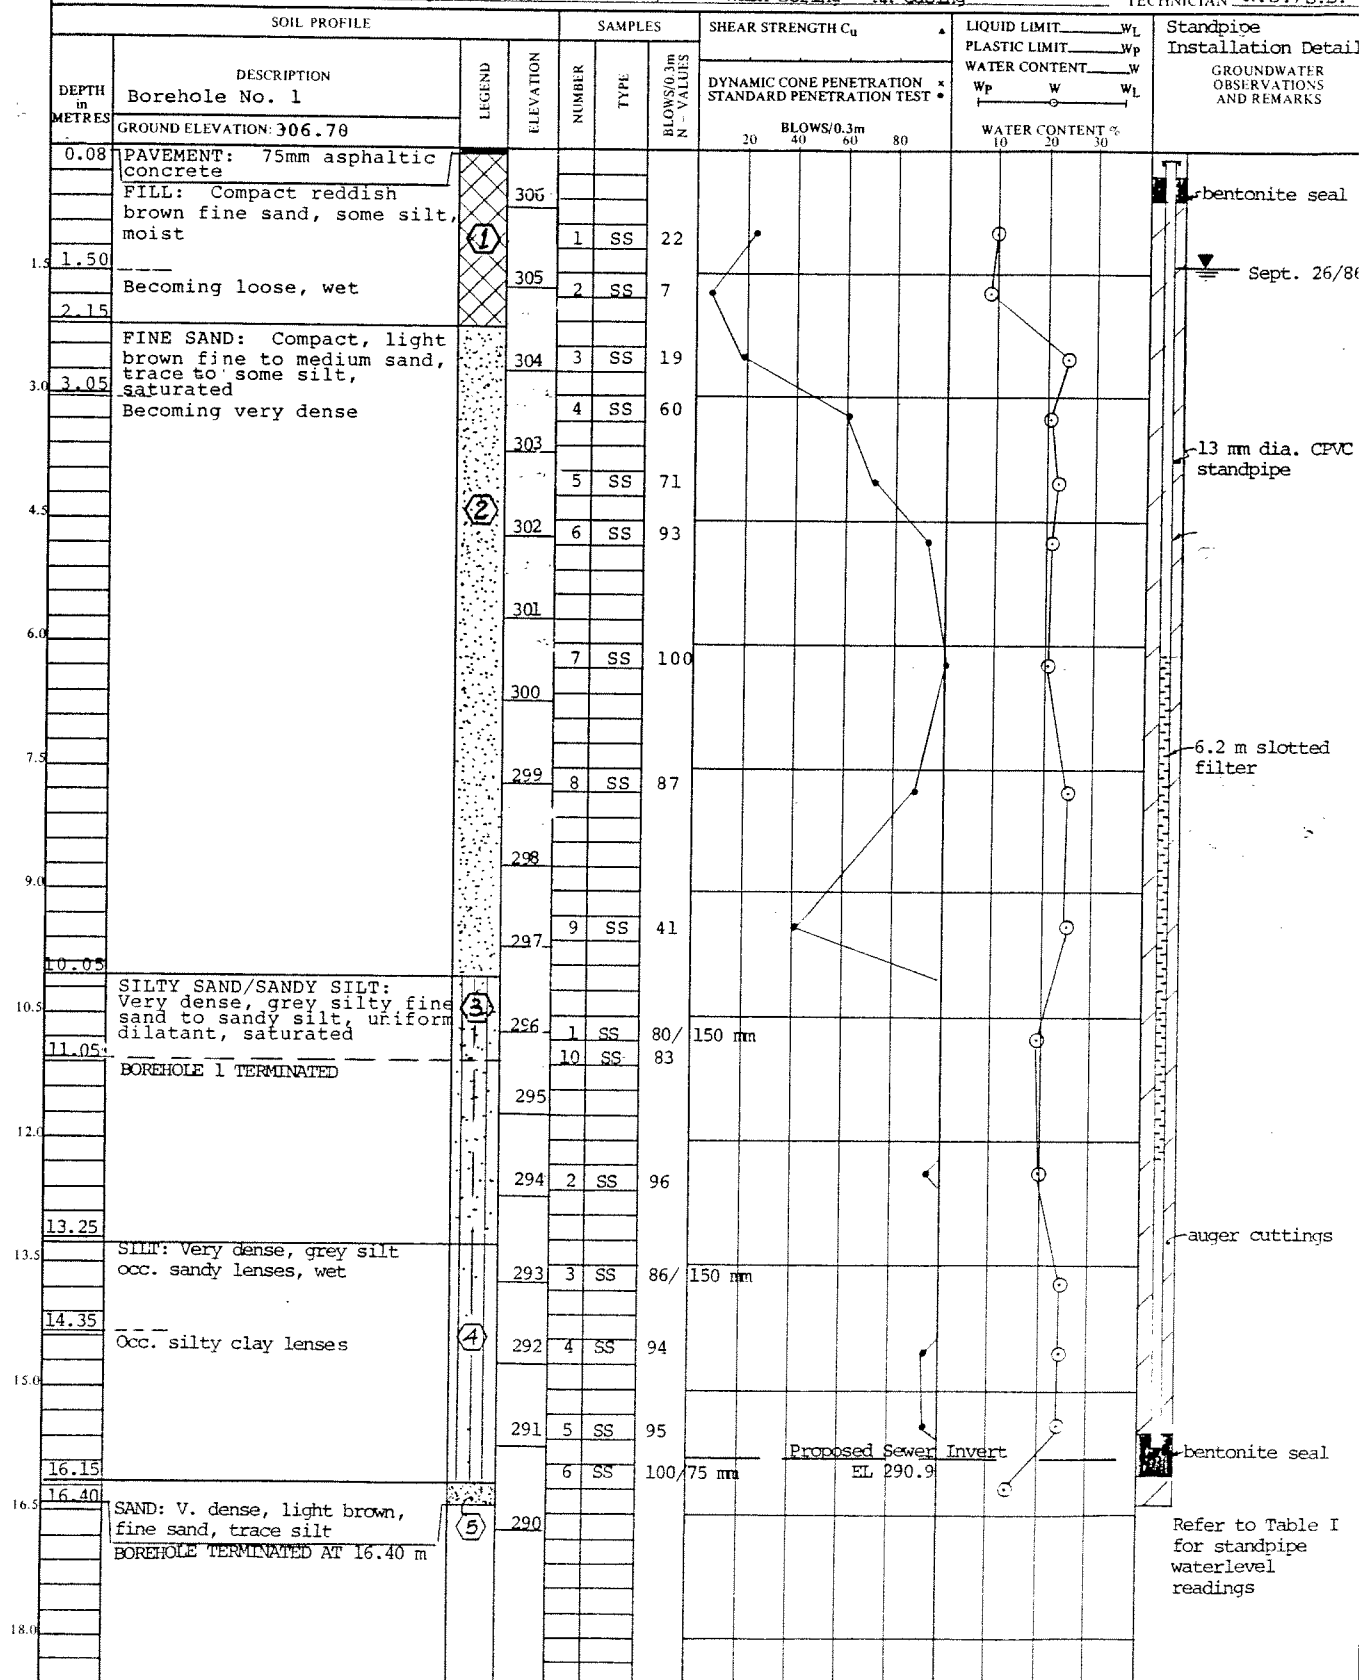 TECHNICIAN
SOIL PROFILE
SAMPLES
SHEAR STRENGTH Cu ▲
LIQUID LIMIT WL
PLASTIC LIMIT Wp
WATER CONTENT W
Wp W WL
WATER CONTENT %
10 20 30
Standpipe
Installation Detail
GROUNDWATER
OBSERVATIONS
AND REMARKS
DEPTH
in
METRES
DESCRIPTION
Borehole No. 1
GROUND ELEVATION: 306.70
LEGEND
ELEVATION
NUMBER
TYPE
BLOWS/0.3m
N - VALUES
DYNAMIC CONE PENETRATION x
STANDARD PENETRATION TEST •
BLOWS/0.3m
20 40 60 80
0.08
PAVEMENT: 75mm asphaltic
concrete
FILL: Compact reddish
brown fine sand, some silt,
moist
1
306
1 SS 22
bentonite seal
1.50
Becoming loose, wet
305
2 SS 7
Sept. 26/86
2.15
FINE SAND: Compact, light
brown fine to medium sand,
trace to some silt,
saturated
304
3 SS 19
3.0 3.05
Becoming very dense
4 SS 60
303
13 mm dia. CPVC
standpipe
5 SS 71
4.5
2
302
6 SS 93
301
6.0
7 SS 100
300
7.5
6.2 m slotted
filter
299
8 SS 87
298
9.0
9 SS 41
297
10.05
SILTY SAND/SANDY SILT:
Very dense, grey silty fine
sand to sandy silt, uniform
dilatant, saturated
10.5
3
296
1 SS 80/ 150 mm
11.05
10 SS 83
BOREHOLE 1 TERMINATED
295
12.0
294
2 SS 96
13.25
13.5
SILT: Very dense, grey silt
occ. sandy lenses, wet
auger cuttings
293
3 SS 86/ 150 mm
14.35
Occ. silty clay lenses
4
292
4 SS 94
15.0
291
5 SS 95
Proposed Sewer Invert
EL 290.9
bentonite seal
16.15
6 SS 100/75 mm
16.40
16.5
SAND: V. dense, light brown,
fine sand, trace silt
5
290
BOREHOLE TERMINATED AT 16.40 m
Refer to Table I
for standpipe
waterlevel
readings
18.0